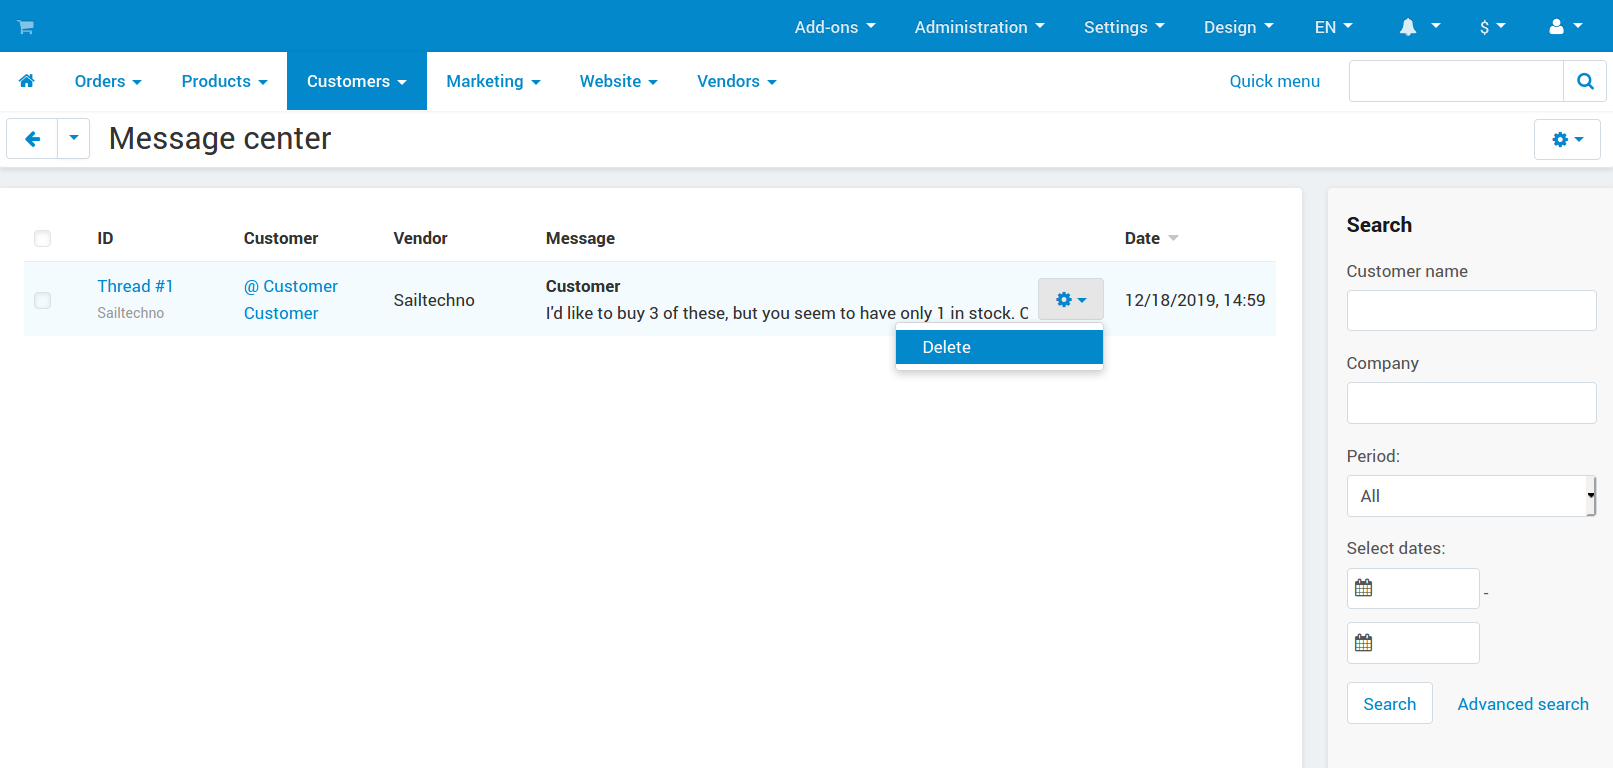 Add-ons Administration Settings Design EN $
Orders Products Customers Marketing Website Vendors Quick menu
Message center
ID Customer Vendor Message Date
Thread #1
Sailtechno
@ Customer
Customer
Sailtechno
Customer
I'd like to buy 3 of these, but you seem to have only 1 in stock.
12/18/2019, 14:59
Delete
Search
Customer name
Company
Period:
All
Select dates:
-
Search Advanced search